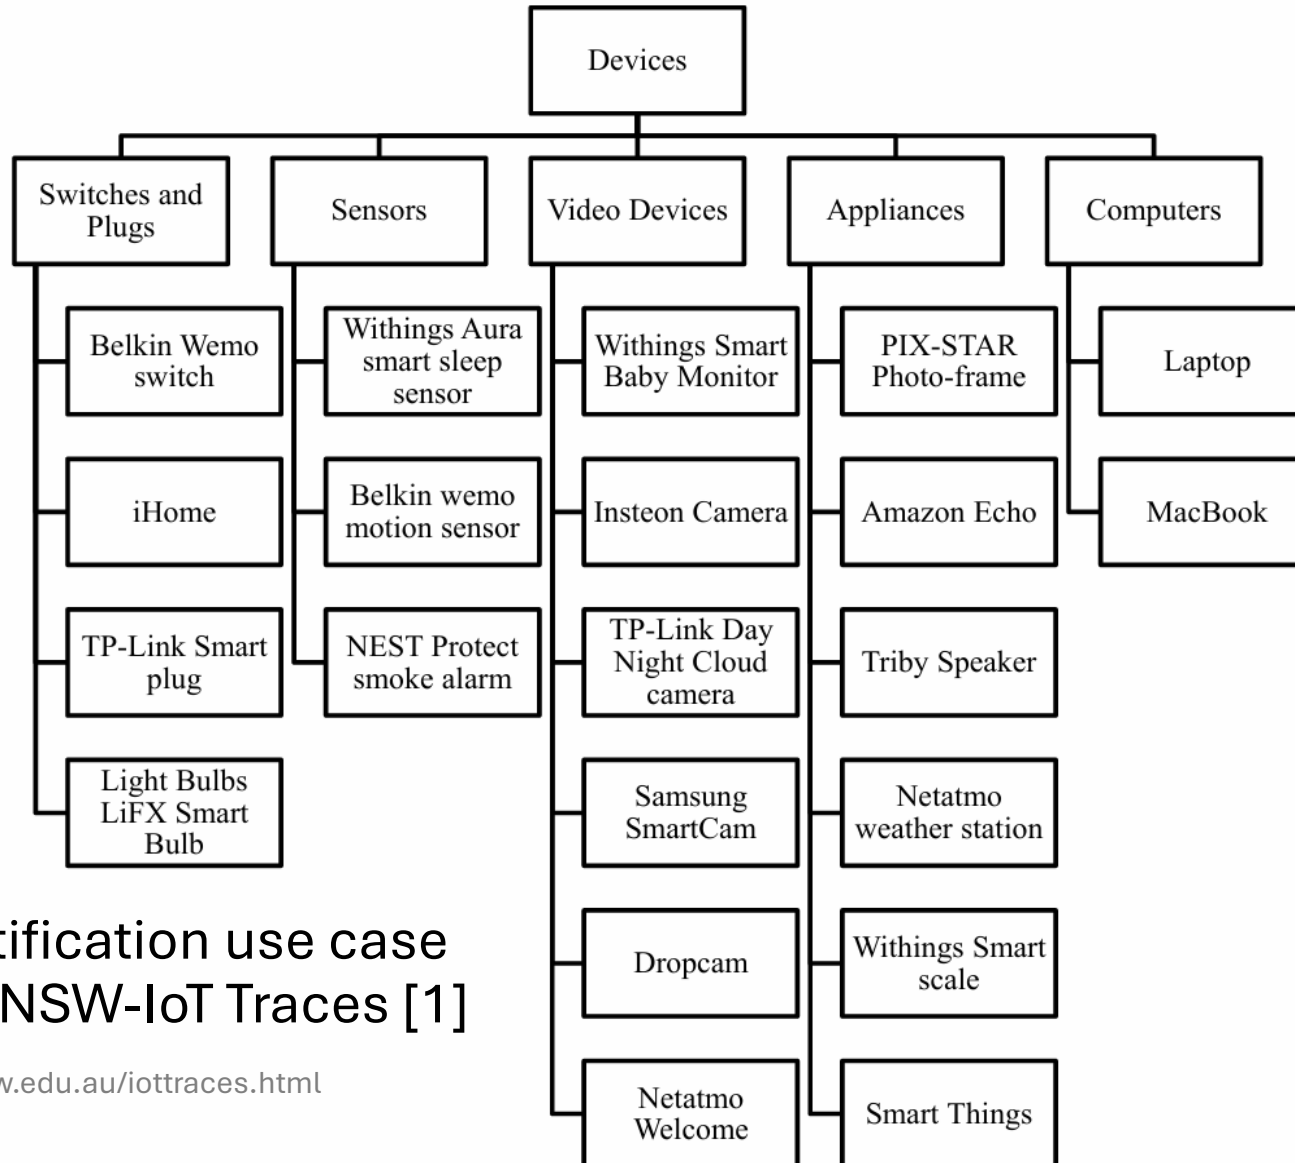 Devices
Switches and
Plugs
Sensors
Video Devices
Appliances
Computers
Belkin Wemo
switch
iHome
TP-Link Smart
plug
Light Bulbs
LiFX Smart
Bulb
Withings Aura
smart sleep
sensor
Belkin wemo
motion sensor
NEST Protect
smoke alarm
Withings Smart
Baby Monitor
Insteon Camera
TP-Link Day
Night Cloud
camera
Samsung
SmartCam
Dropcam
Netatmo
Welcome
PIX-STAR
Photo-frame
Amazon Echo
Triby Speaker
Netatmo
weather station
Withings Smart
scale
Smart Things
Laptop
MacBook
tification use case
NSW-IoT Traces [1]
w.edu.au/iottraces.html